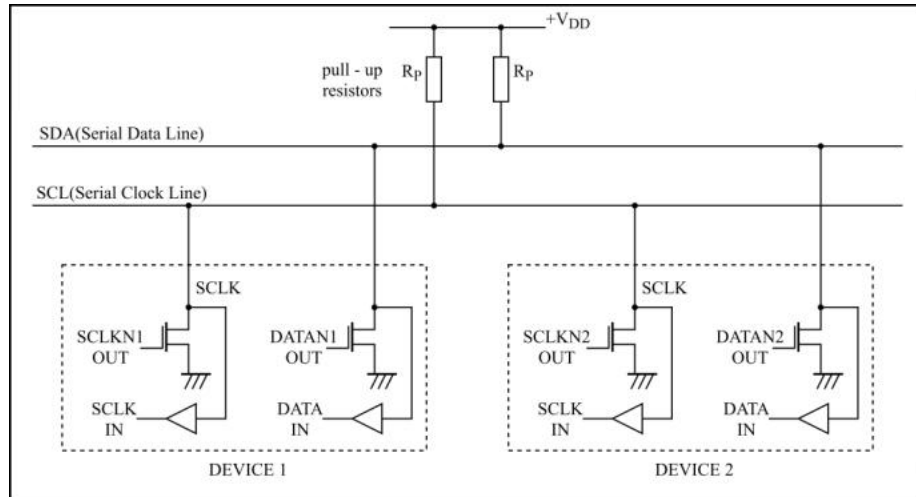 +VDD
pull - up
resistors
RP
RP
SDA(Serial Data Line)
SCL(Serial Clock Line)
SCLK
SCLKN1
OUT
DATAN1
OUT
SCLK
IN
DATA
IN
DEVICE 1
SCLK
SCLKN2
OUT
DATAN2
OUT
SCLK
IN
DATA
IN
DEVICE 2